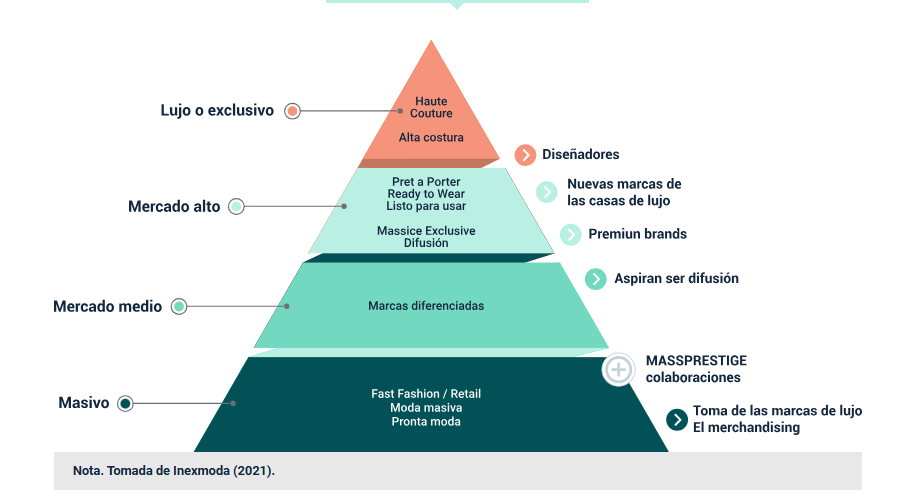 Haute
Couture
Alta costura
Lujo o exclusivo
Diseñadores
Pret a Porter
Ready to Wear
Listo para usar
Massice Exclusive
Difusión
Mercado alto
Nuevas marcas de
las casas de lujo
Premiun brands
Aspiran ser difusión
Mercado medio
Marcas diferenciadas
MASSPRESTIGE
colaboraciones
Masivo
Fast Fashion / Retail
Moda masiva
Pronta moda
Toma de las marcas de lujo
El merchandising
Nota. Tomada de Inexmoda (2021).